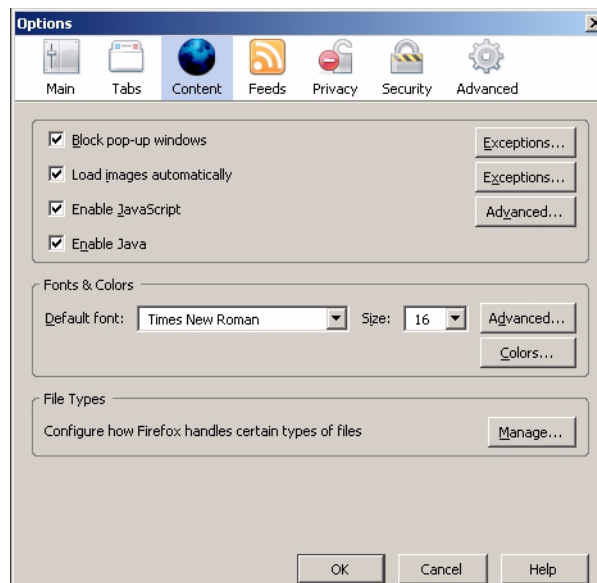 Options
Main Tabs Content Feeds Privacy Security Advanced
Block pop-up windows Exceptions...
Load images automatically Exceptions...
Enable JavaScript Advanced...
Enable Java
Fonts & Colors
Default font: Times New Roman Size: 16 Advanced...
Colors...
File Types
Configure how Firefox handles certain types of files Manage...
OK Cancel Help